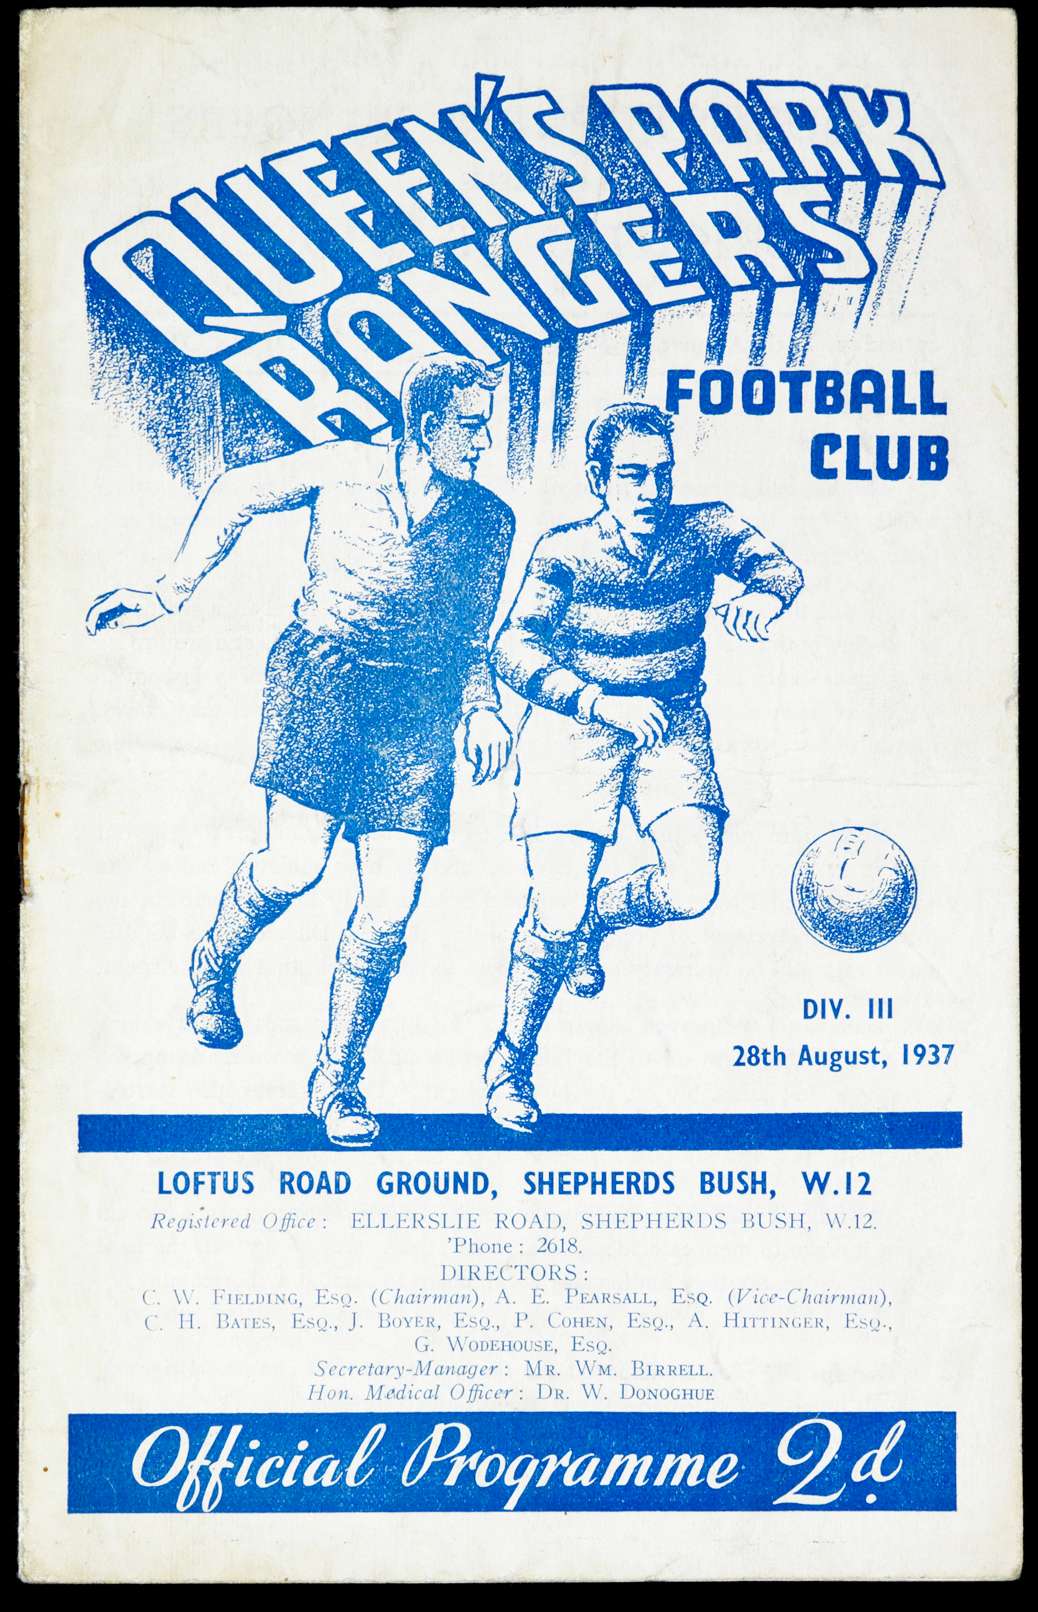 QUEEN'S PARK
RANGERS
FOOTBALL
CLUB
DIV. III
28th August, 1937
LOFTUS ROAD GROUND, SHEPHERDS BUSH, W.12
Registered Office: ELLERSLIE ROAD, SHEPHERDS BUSH, W.12.
'Phone: 2618.
DIRECTORS:
C. W. FIELDING, ESQ. (Chairman), A. E. PEARSALL, ESQ. (Vice-Chairman),
C. H. BATES, ESQ., J. BOYER, ESQ., P. COHEN, ESQ., A. HITTINGER, ESQ.,
G. WODEHOUSE, ESQ.
Secretary-Manager: MR. WM. BIRRELL.
Hon. Medical Officer: DR. W. DONOGHUE
Official Programme 2d.